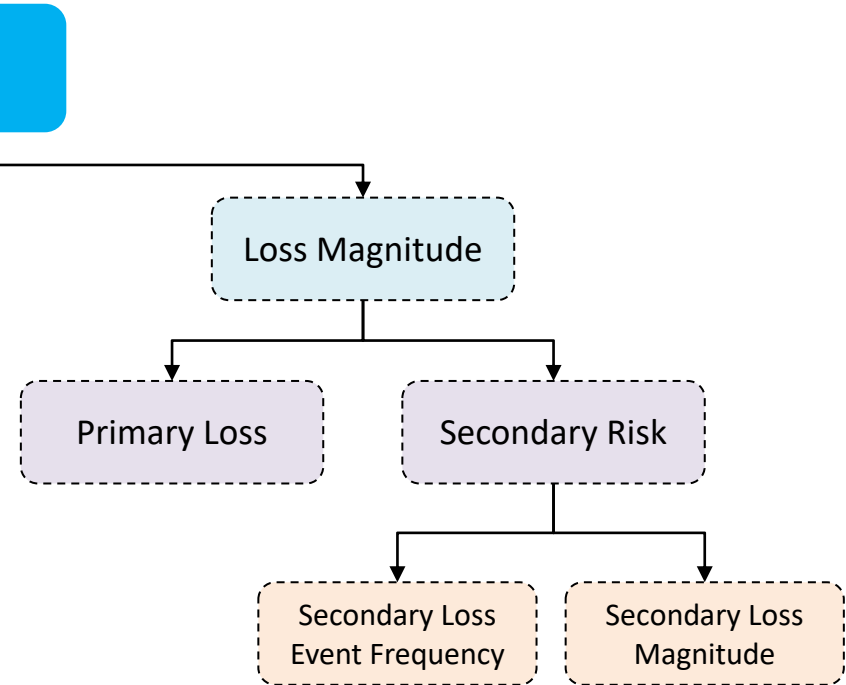 Loss Magnitude
Primary Loss
Secondary Risk
Secondary Loss
Event Frequency
Secondary Loss
Magnitude